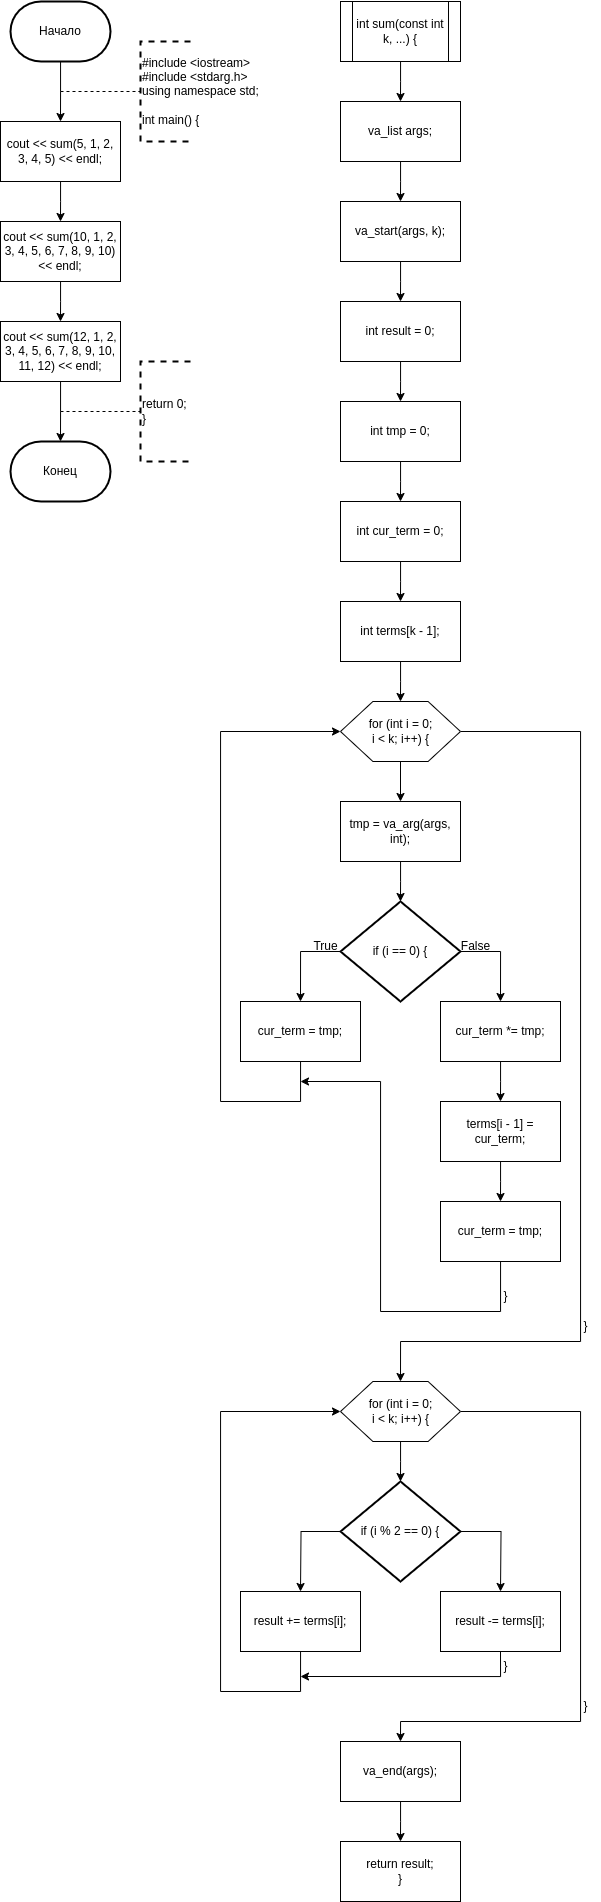 Начало
#include <iostream>
#include <stdarg.h>
using namespace std;
int main() {
cout << sum(5, 1, 2,
3, 4, 5) << endl;
cout << sum(10, 1, 2,
3, 4, 5, 6, 7, 8, 9, 10)
<< endl;
cout << sum(12, 1, 2,
3, 4, 5, 6, 7, 8, 9, 10,
11, 12) << endl;
return 0;
}
Конец
int sum(const int
k, ...) {
va_list args;
va_start(args, k);
int result = 0;
int tmp = 0;
int cur_term = 0;
int terms[k - 1];
for (int i = 0;
i < k; i++) {
tmp = va_arg(args,
int);
if (i == 0) {
True
False
cur_term = tmp;
cur_term *= tmp;
terms[i - 1] =
cur_term;
cur_term = tmp;
}
}
for (int i = 0;
i < k; i++) {
if (i % 2 == 0) {
result += terms[i];
result -= terms[i];
}
}
va_end(args);
return result;
}